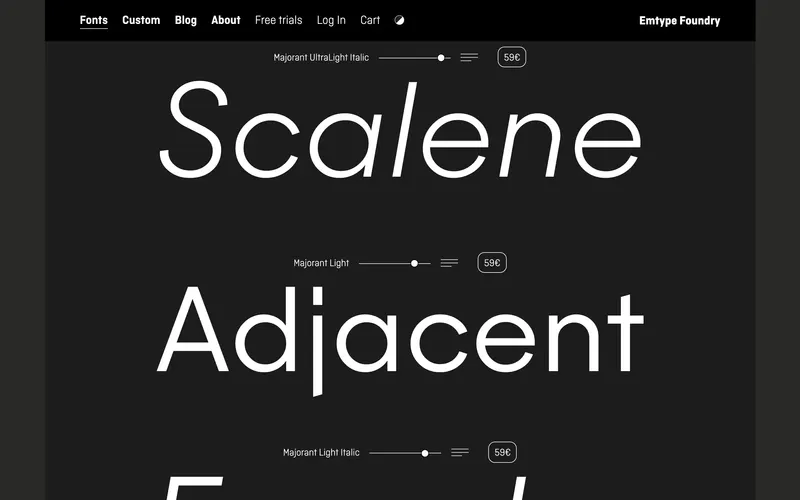 Fonts Custom Blog About Free trials Log In Cart Emtype Foundry
Majorant UltraLight Italic 59€
Scalene
Majorant Light 59€
Adjacent
Majorant Light Italic 59€